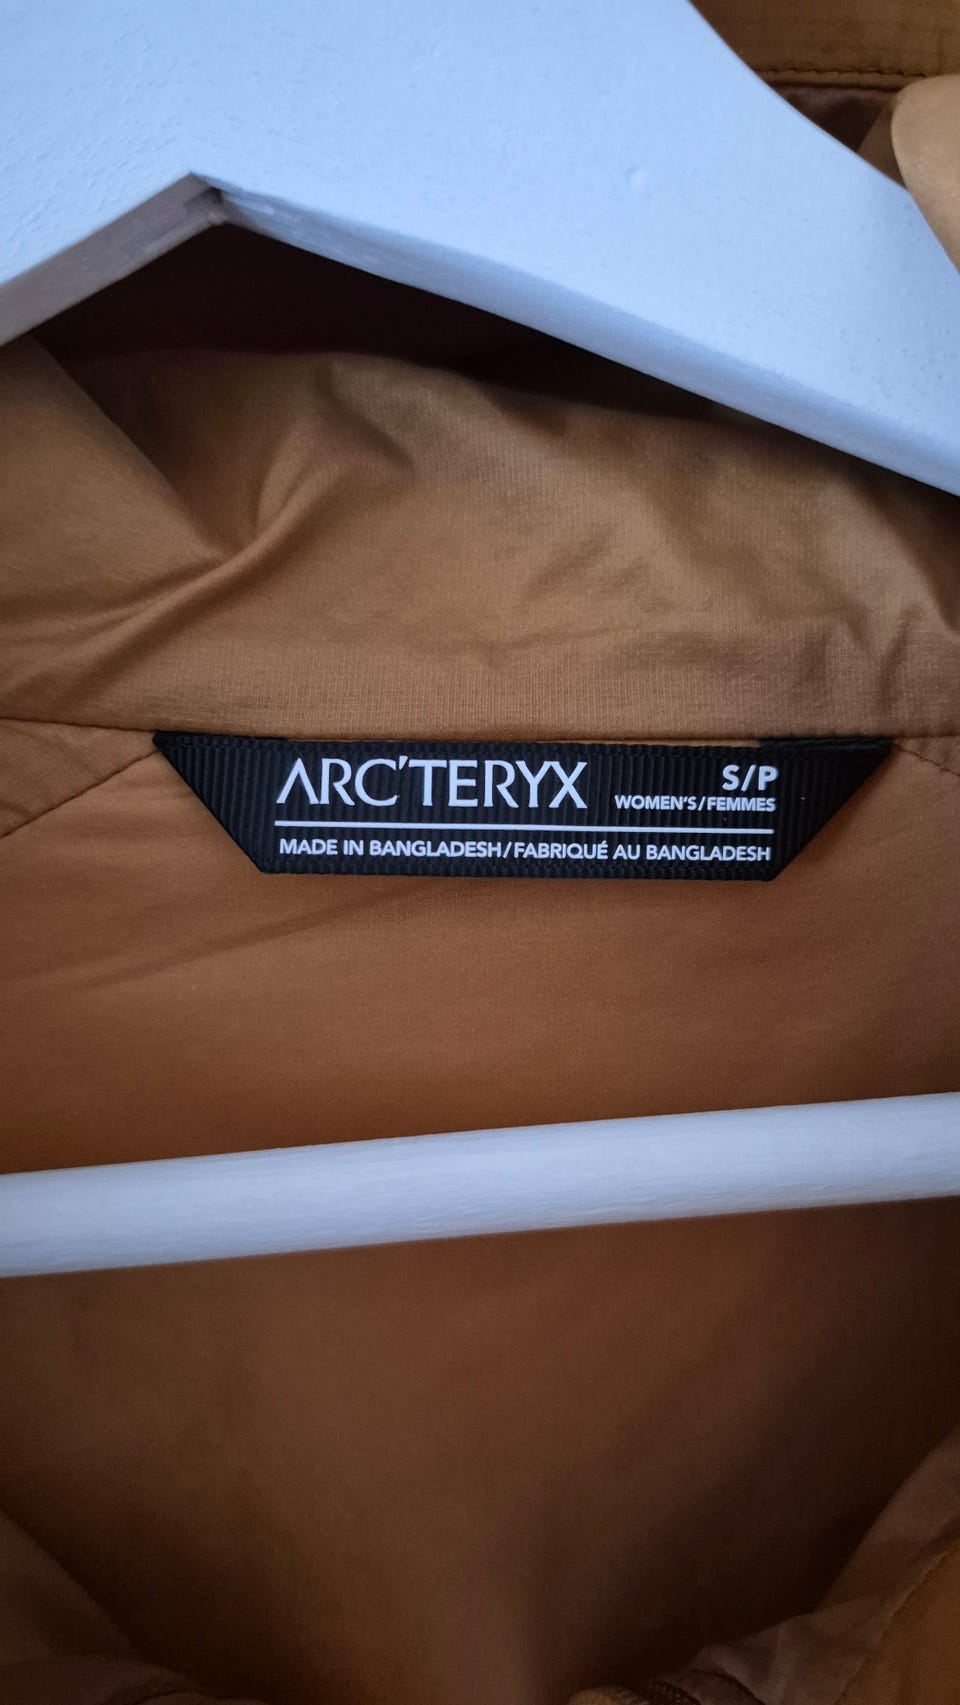 ARC'TERYX
S/P
WOMEN'S/FEMMES
MADE IN BANGLADESH/FABRIQUÉ AU BANGLADESH